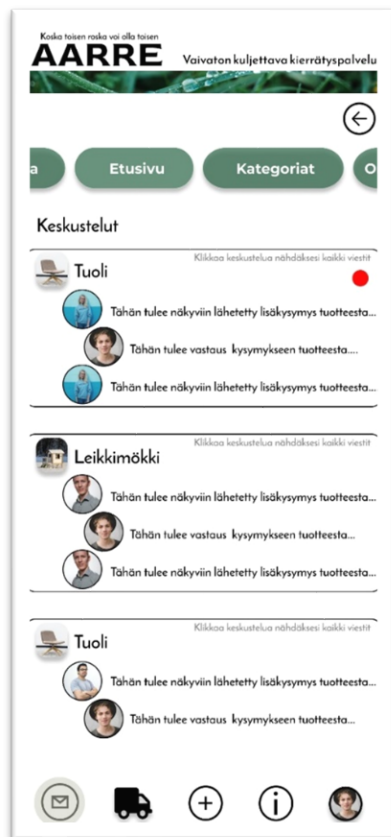 Koska toisen roska voi olla toisen
AARRE
Vaivaton kuljettava kierrätyspalvelu
a
Etusivu
Kategoriat
O
Keskustelut
Klikkaa keskustelua nähdäksesi kaikki viestit
Tuoli
Tähän tulee näkyviin lähetetty lisäkysymys tuotteesta...
Tähän tulee vastaus kysymykseen tuotteesta....
Tähän tulee näkyviin lähetetty lisäkysymys tuotteesta...
Klikkaa keskustelua nähdäksesi kaikki viestit
Leikkimökki
Tähän tulee näkyviin lähetetty lisäkysymys tuotteesta...
Tähän tulee vastaus kysymykseen tuotteesta...
Tähän tulee näkyviin lähetetty lisäkysymys tuotteesta...
Klikkaa keskustelua nähdäksesi kaikki viestit
Tuoli
Tähän tulee näkyviin lähetetty lisäkysymys tuotteesta...
Tähän tulee vastaus kysymykseen tuotteesta...